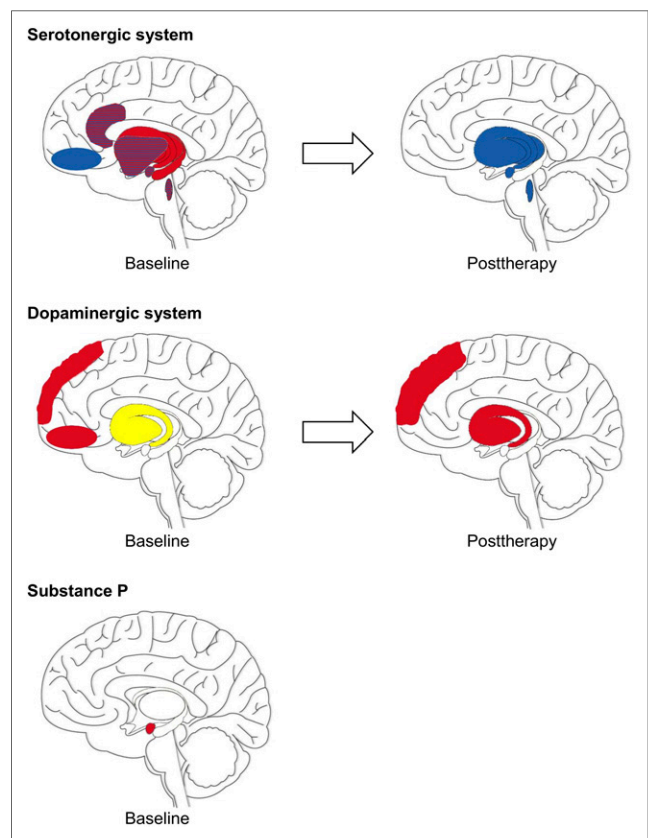 Serotonergic system
Baseline
Posttherapy
Dopaminergic system
Baseline
Posttherapy
Substance P
Baseline